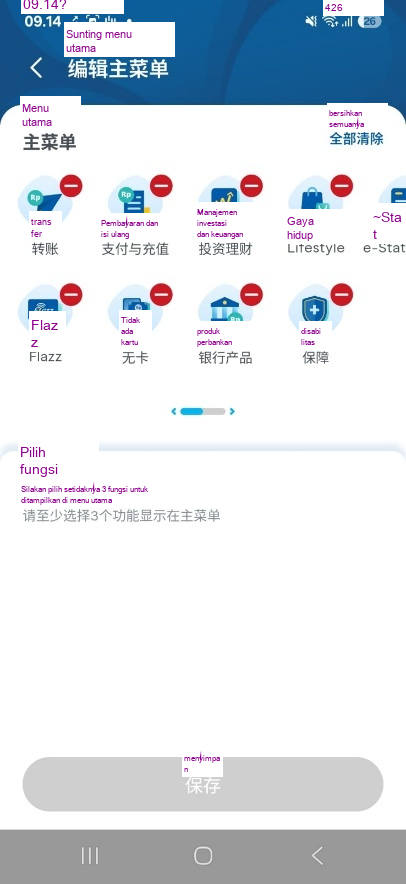 09.14?
426
09.14
26
Sunting menu
utama
编辑主菜单
Menu
utama
bersihkan
semuanya
主菜单
全部清除
Rp
trans
fer
Pembayaran dan
isi ulang
Manajemen
investasi
dan keuangan
Gaya
hidup
~Sta
t
转账
支付与充值
投资理财
Lifestyle
e-Stat
Flaz
z
Tidak
ada
kartu
produk
perbankan
Rp
disabi
litas
Flazz
无卡
银行产品
保障
Pilih
fungsi
Silakan pilih setidaknya 3 fungsi untuk
ditampilkan di menu utama
请至少选择3个功能显示在主菜单
menyimpa
n
保存